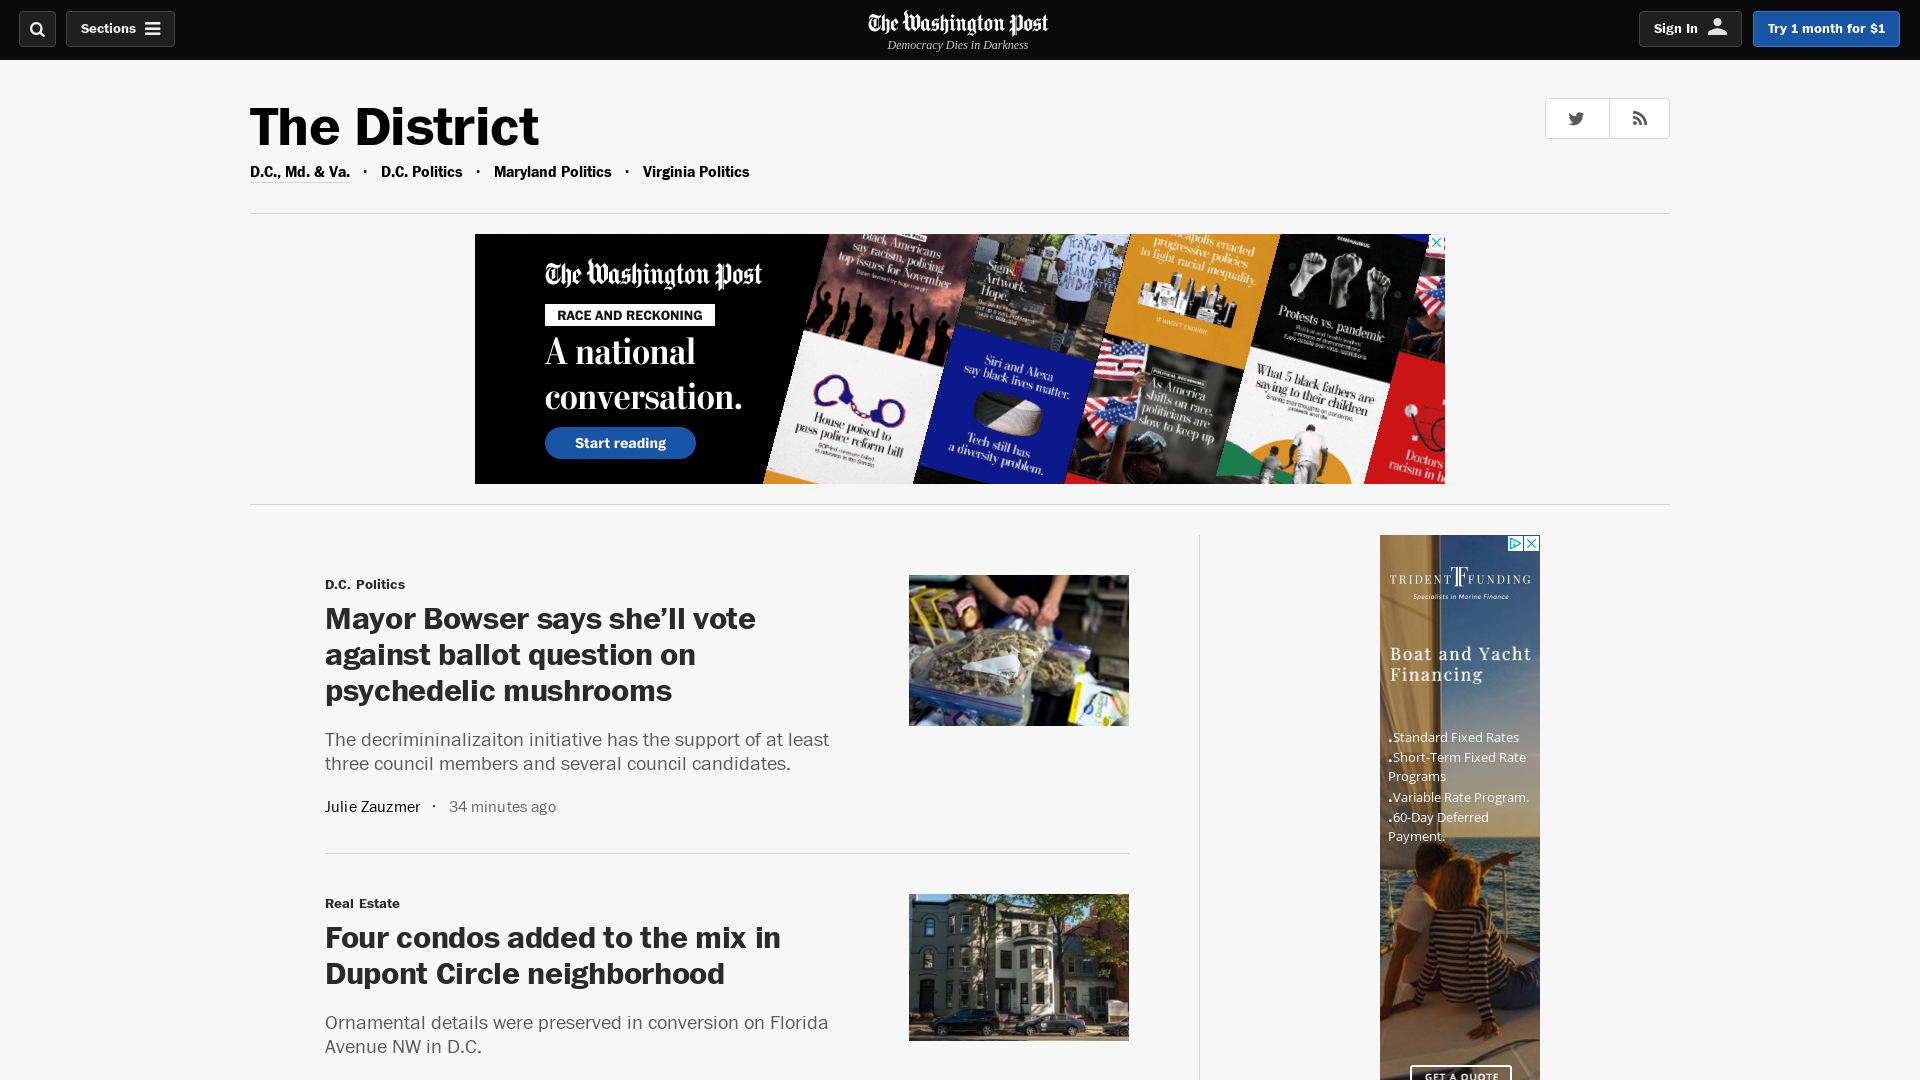 Sections
The Washington Post
Democracy Dies in Darkness
Sign In
Try 1 month for $1
The District
D.C., Md. & Va. · D.C. Politics · Maryland Politics · Virginia Politics
The Washington Post
RACE AND RECKONING
A national
conversation.
Start reading
Black Americans
say racism, policing
top issues for November
Signs.
Artwork.
Hope.
enacted
progressive policies
to fight racial inequality.
IT WASN'T ENOUGH
CORONAVIRUS
Protests vs. pandemic
House poised to
pass police reform bill
Siri and Alexa
say black lives matter.
Tech still has
a diversity problem.
POLITICAL RECKONING
As America
shifts on race,
politicians are
slow to keep up
What 5 black fathers are
saying to their children
Doctors
racism in
D.C. Politics
Mayor Bowser says she’ll vote
against ballot question on
psychedelic mushrooms
The decrimininalizaiton initiative has the support of at least
three council members and several council candidates.
Julie Zauzmer · 34 minutes ago
Real Estate
Four condos added to the mix in
Dupont Circle neighborhood
Ornamental details were preserved in conversion on Florida
Avenue NW in D.C.
TRIDENT TF FUNDING
Specialists in Marine Finance
Boat and Yacht
Financing
.Standard Fixed Rates
.Short-Term Fixed Rate
Programs
.Variable Rate Program.
.60-Day Deferred
Payment.
GET A QUOTE